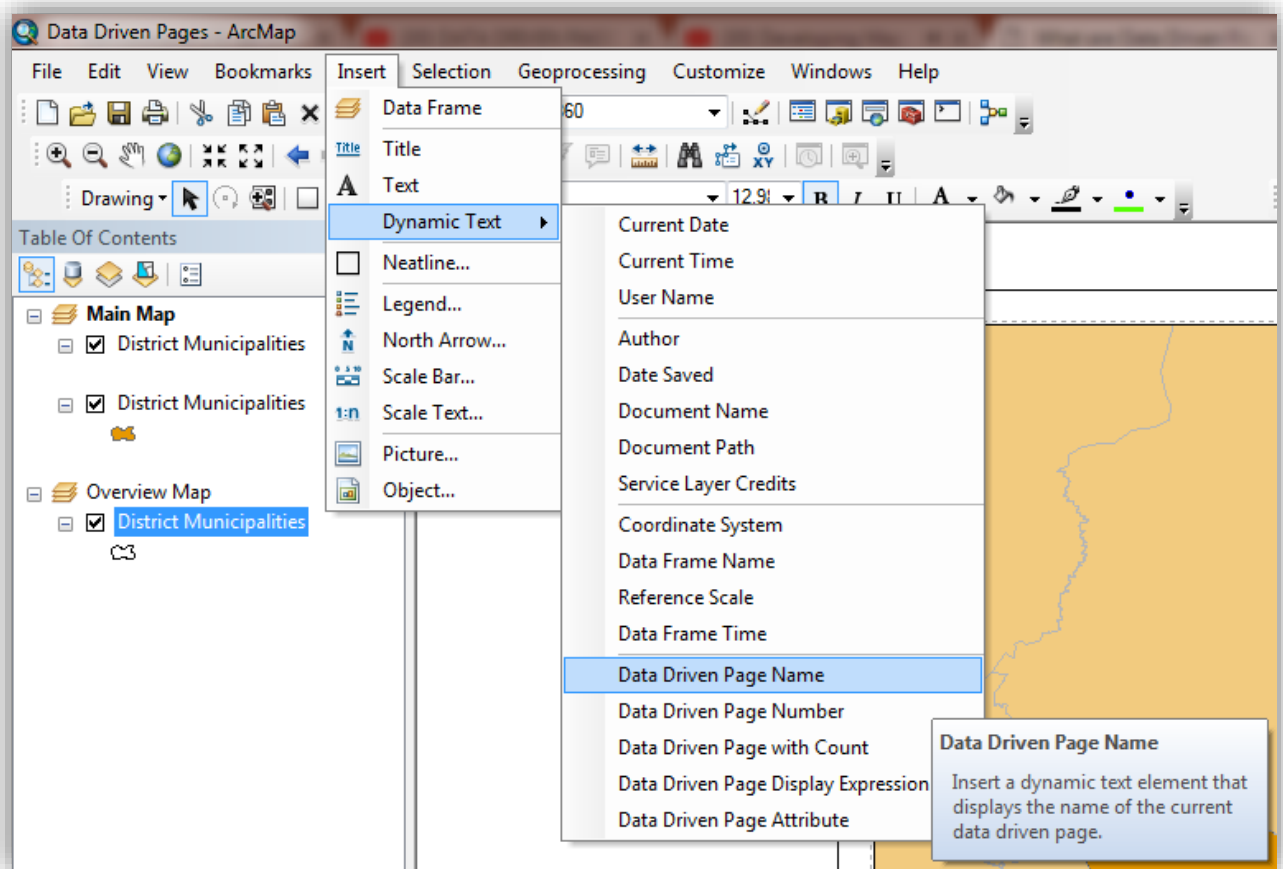 Data Driven Pages - ArcMap
File Edit View Bookmarks Insert Selection Geoprocessing Customize Windows Help
Data Frame
Title Title
A Text
Dynamic Text
Neatline...
Legend...
N North Arrow...
Scale Bar...
1:n Scale Text...
Picture...
Object...
XY
Drawing
12.9
B I U A
Table Of Contents
Main Map
District Municipalities
District Municipalities
Overview Map
District Municipalities
Current Date
Current Time
User Name
Author
Date Saved
Document Name
Document Path
Service Layer Credits
Coordinate System
Data Frame Name
Reference Scale
Data Frame Time
Data Driven Page Name
Data Driven Page Number
Data Driven Page with Count
Data Driven Page Display Expression
Data Driven Page Attribute
Data Driven Page Name
Insert a dynamic text element that
displays the name of the current
data driven page.